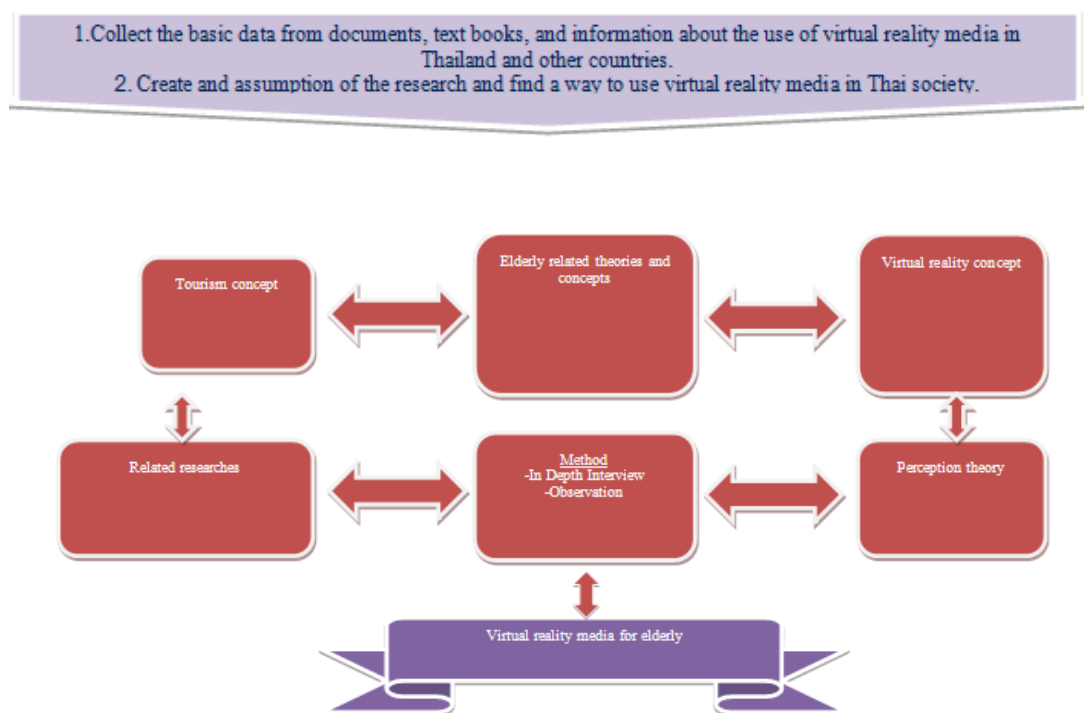 1.Collect the basic data from documents, text books, and information about the use of virtual reality media in
Thailand and other countries.
2. Create and assumption of the research and find a way to use virtual reality media in Thai society.
Tourism concept
Elderly related theories and
concepts
Virtual reality concept
Related researches
Method
-In Depth Interview
-Observation
Perception theory
Virtual reality media for elderly